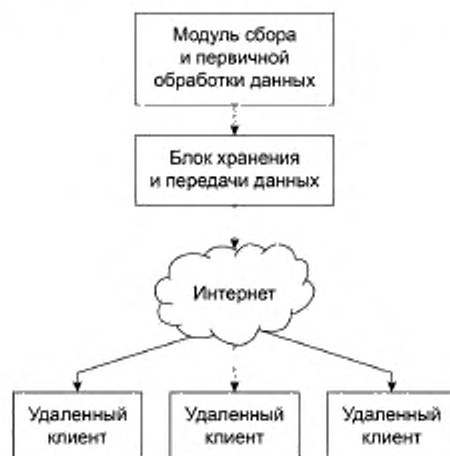 Модуль сбора
и первичной
обработки данных
Блок хранения
и передачи данных
Интернет
Удаленный
клиент
Удаленный
клиент
Удаленный
клиент